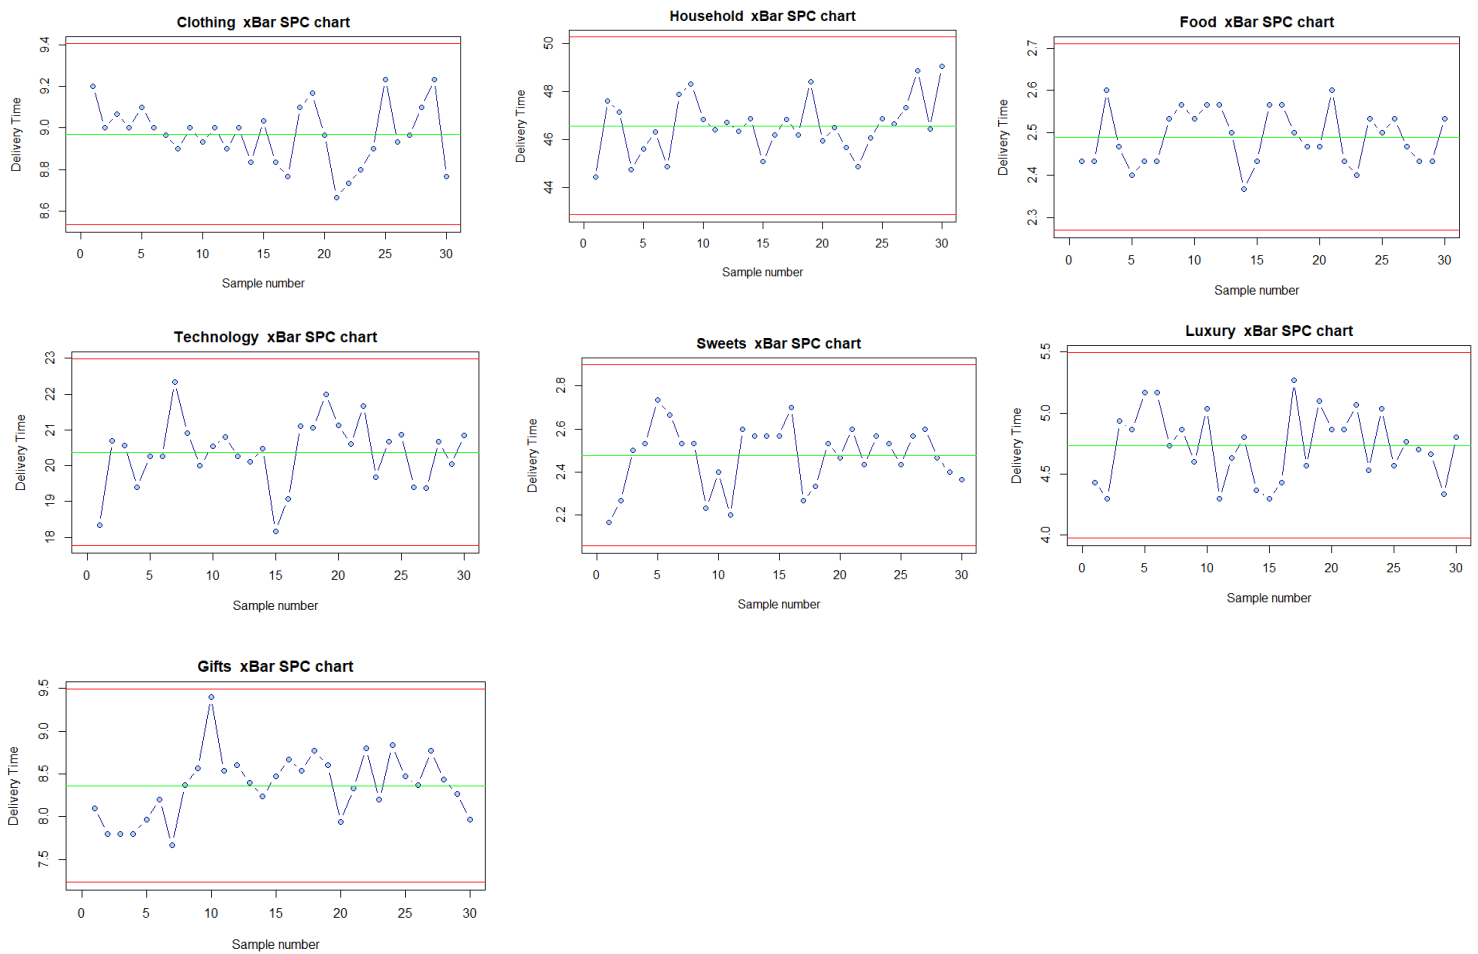 Clothing xBar SPC chart
Delivery Time
9.4
9.2
9.0
8.8
8.6
0 5 10 15 20 25 30
Sample number
Household xBar SPC chart
Delivery Time
50
48
46
44
0 5 10 15 20 25 30
Sample number
Food xBar SPC chart
Delivery Time
2.7
2.6
2.5
2.4
2.3
0 5 10 15 20 25 30
Sample number
Technology xBar SPC chart
Delivery Time
23
22
21
20
19
18
0 5 10 15 20 25 30
Sample number
Sweets xBar SPC chart
Delivery Time
2.8
2.6
2.4
2.2
0 5 10 15 20 25 30
Sample number
Luxury xBar SPC chart
Delivery Time
5.5
5.0
4.5
4.0
0 5 10 15 20 25 30
Sample number
Gifts xBar SPC chart
Delivery Time
9.5
9.0
8.5
8.0
7.5
0 5 10 15 20 25 30
Sample number